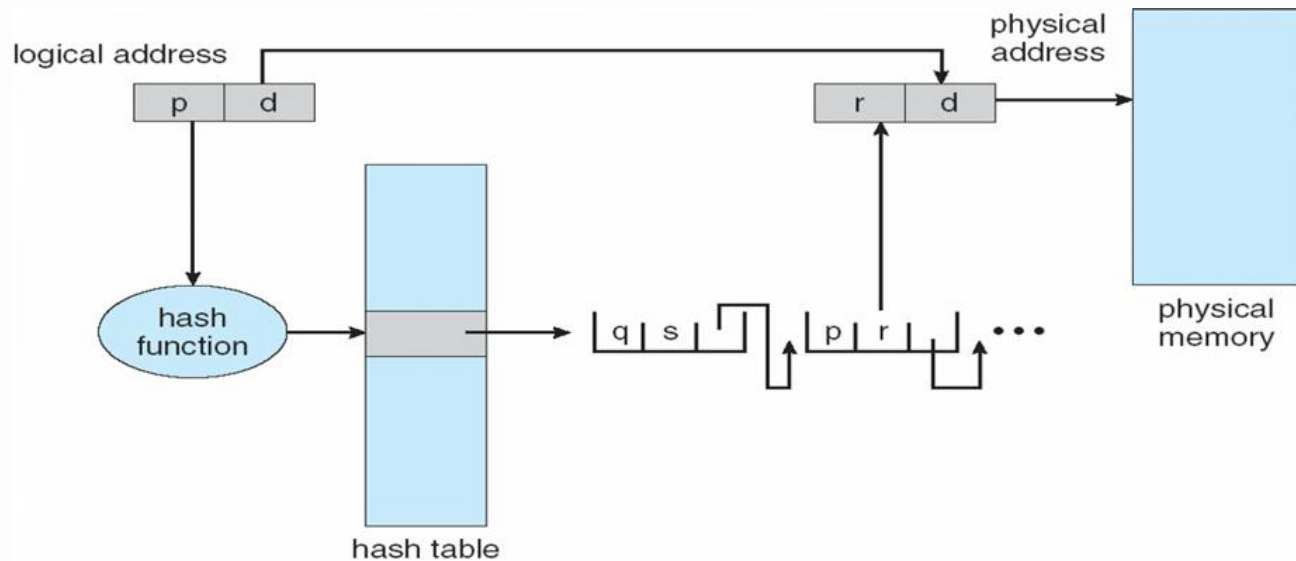 logical address
p d
physical
address
r d
hash
function
q s
p r
physical
memory
hash table